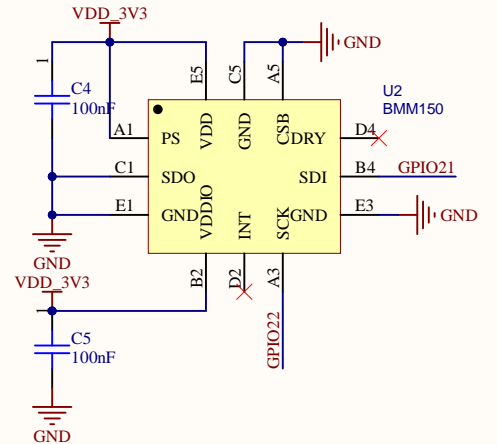 VDD_3V3
1
C4
100nF
E5
C5
A5
GND
U2
BMM150
A1
PS
VDD
GND
CSB
DRY
D4
C1
SDO
SDI
B4
GPIO21
E1
GND
VDDIO
INT
SCK
GND
E3
GND
GND
VDD_3V3
B2
D2
A3
1
C5
100nF
GPIO22
GND